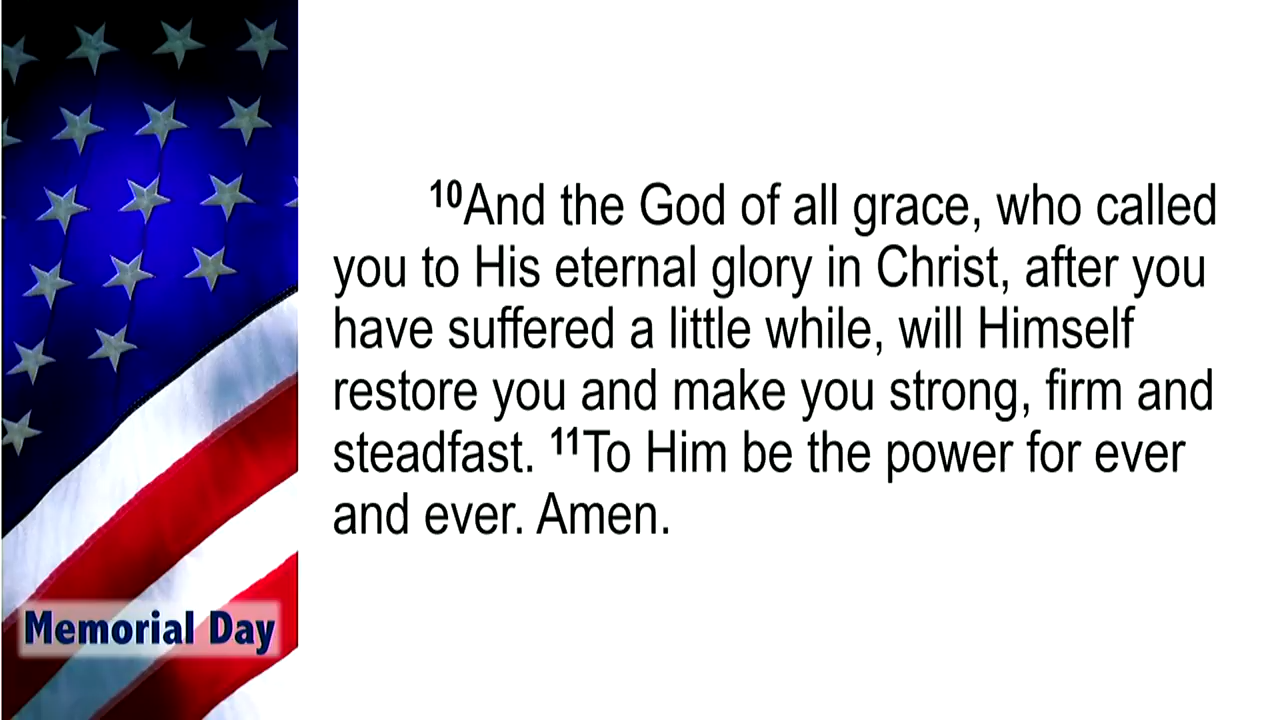 ¹⁰And the God of all grace, who called
you to His eternal glory in Christ, after you
have suffered a little while, will Himself
restore you and make you strong, firm and
steadfast. ¹¹To Him be the power for ever
and ever. Amen.
Memorial Day